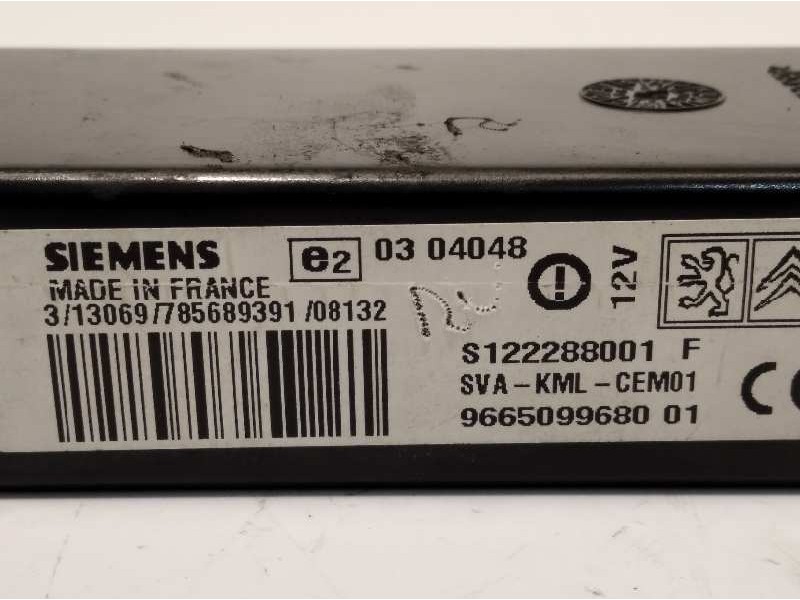 SIEMENS
e2 03 04048
MADE IN FRANCE
3/13069/785689391/08132
12V
S122288001 F
SVA-KML-CEM01
9665099680 01
CE